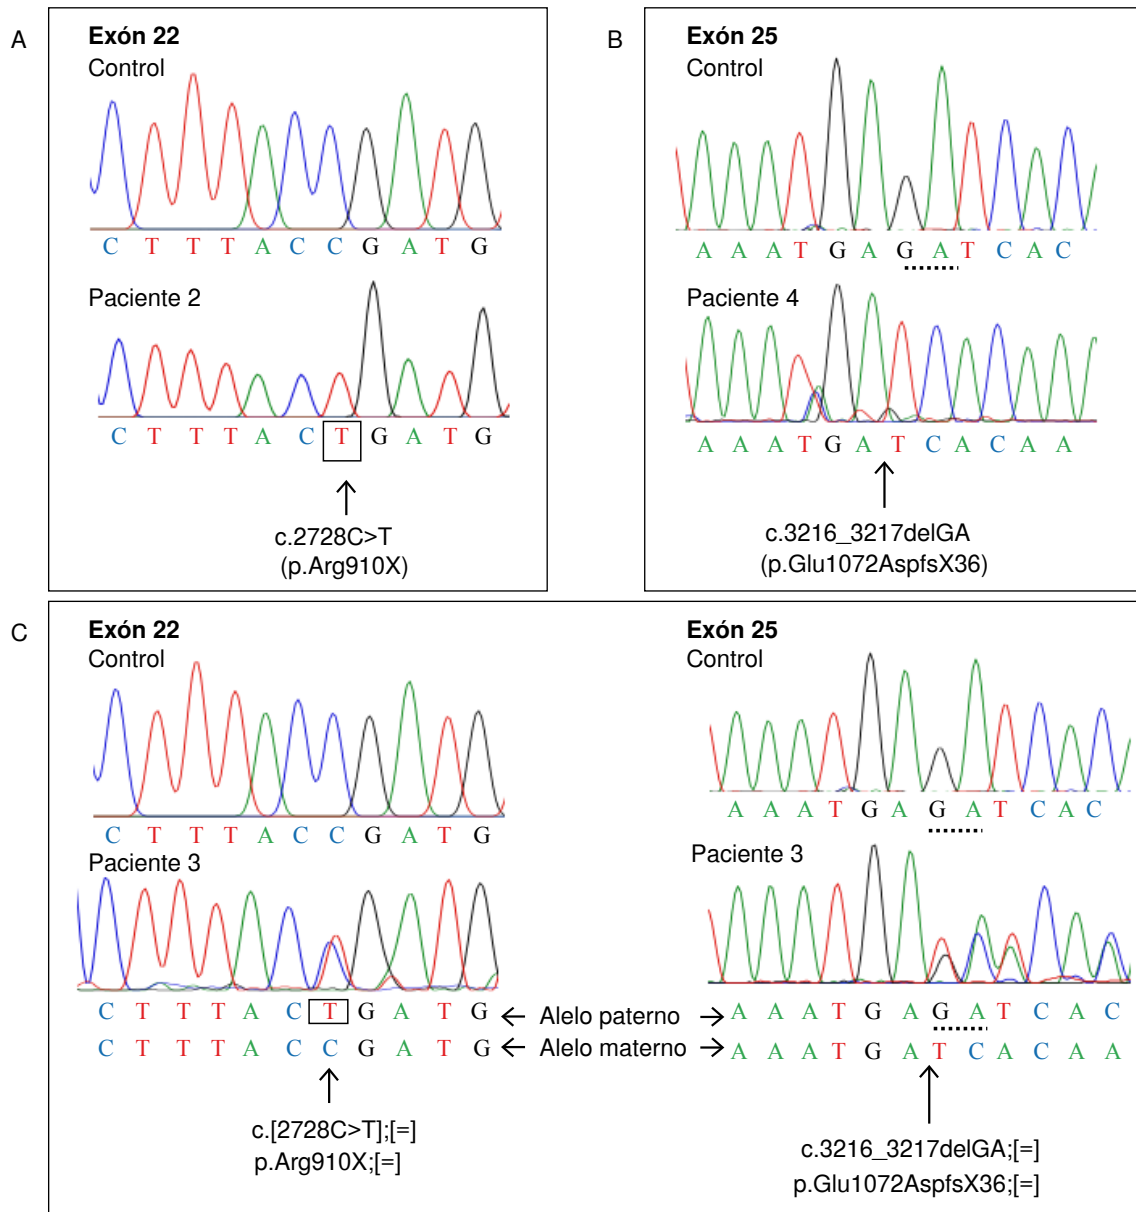 A
Exón 22
Control
C T T T A C C G A T G
Paciente 2
C T T T A C T G A T G
c.2728C>T
(p.Arg910X)
B
Exón 25
Control
A A A T G A G A T C A C
Paciente 4
A A A T G A T C A C A A
c.3216_3217delGA
(p.Glu1072AspfsX36)
C
Exón 22
Control
C T T T A C C G A T G
Paciente 3
C T T T A C T G A T G
C T T T A C C G A T G
c.[2728C>T];[=]
p.Arg910X;[=]
Alelo paterno
Alelo materno
Exón 25
Control
A A A T G A G A T C A C
Paciente 3
A A A T G A G A T C A C
A A A T G A T C A C A A
c.3216_3217delGA;[=]
p.Glu1072AspfsX36;[=]